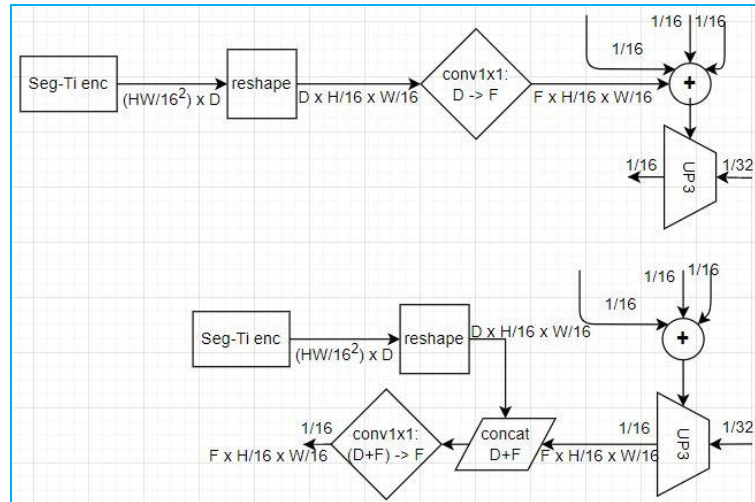 1/16
1/16
1/16
Seg-Ti enc
(HW/16²) x D
reshape
D x H/16 x W/16
conv1x1:
D -> F
F x H/16 x W/16
+
1/16
UP3
1/32
1/16
1/16
1/16
Seg-Ti enc
(HW/16²) x D
reshape
D x H/16 x W/16
+
1/16
F x H/16 x W/16
conv1x1:
(D+F) -> F
concat
D+F
1/16
F x H/16 x W/16
UP3
1/32